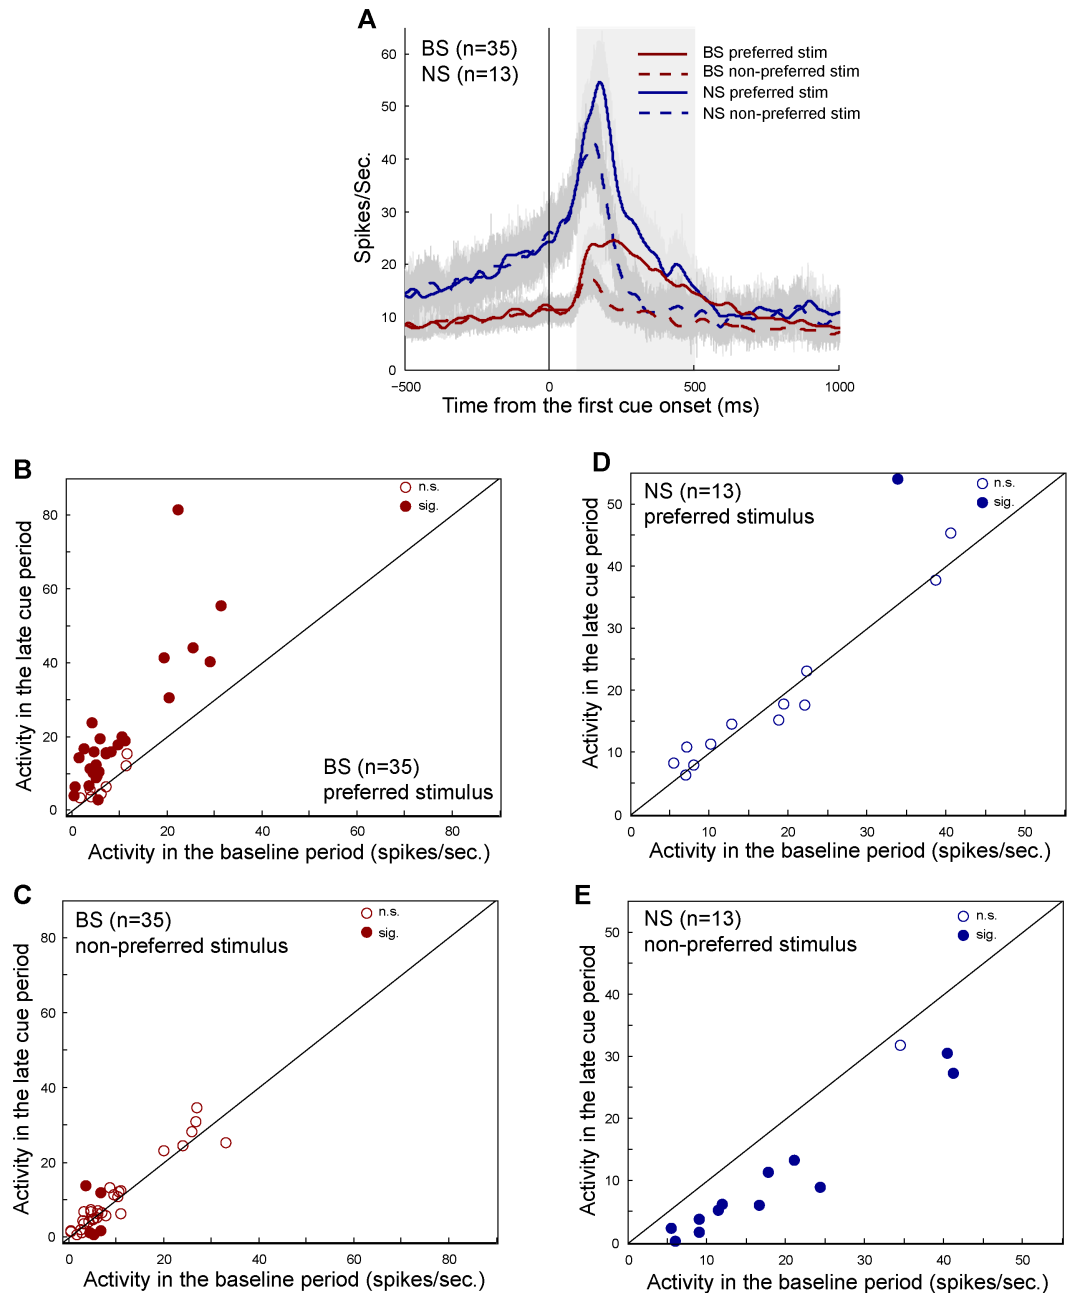 A
BS (n=35)
NS (n=13)
BS preferred stim
BS non-preferred stim
NS preferred stim
NS non-preferred stim
Spikes/Sec.
60
50
40
30
20
10
0
−500
0
500
1000
Time from the first cue onset (ms)
B
n.s.
sig.
BS (n=35)
preferred stimulus
Activity in the late cue period
80
60
40
20
0
0
20
40
60
80
Activity in the baseline period (spikes/sec.)
D
NS (n=13)
preferred stimulus
n.s.
sig.
Activity in the late cue period
50
40
30
20
10
0
0
10
20
30
40
50
Activity in the baseline period (spikes/sec.)
C
BS (n=35)
non-preferred stimulus
n.s.
sig.
Activity in the late cue period
80
60
40
20
0
0
20
40
60
80
Activity in the baseline period (spikes/sec.)
E
NS (n=13)
non-preferred stimulus
n.s.
sig.
Activity in the late cue period
50
40
30
20
10
0
0
10
20
30
40
50
Activity in the baseline period (spikes/sec.)